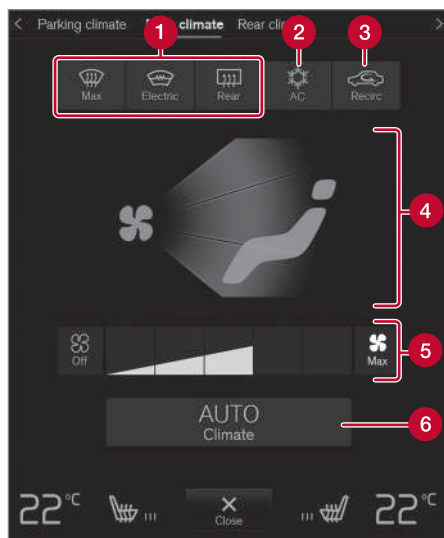 Parking climate climate Rear
1 2 3
Max Electric Rear AC Recirc
4
Off Max 5
AUTO 6
Climate
22°C Close 22°C